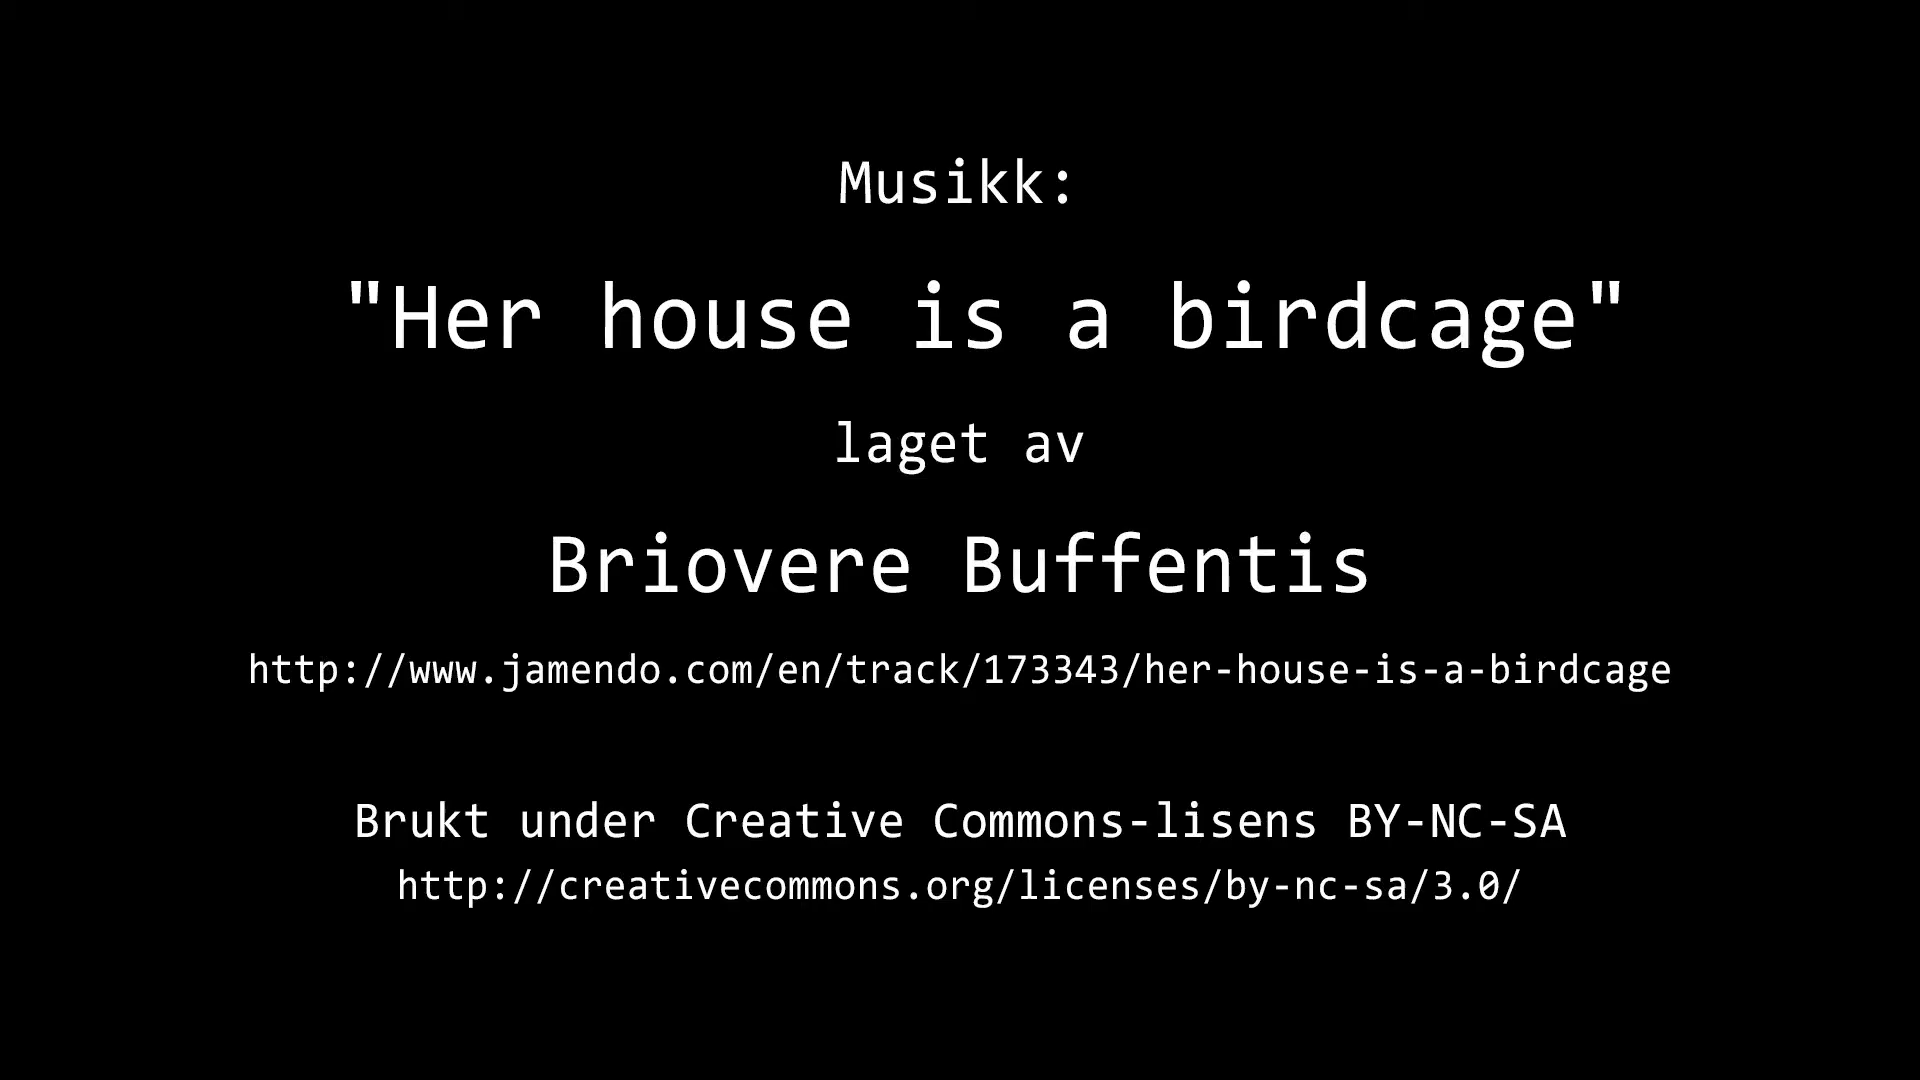 Musikk:
"Her house is a birdcage"
laget av
Briovere Buffentis
http://www.jamendo.com/en/track/173343/her-house-is-a-birdcage
Brukt under Creative Commons-lisens BY-NC-SA
http://creativecommons.org/licenses/by-nc-sa/3.0/